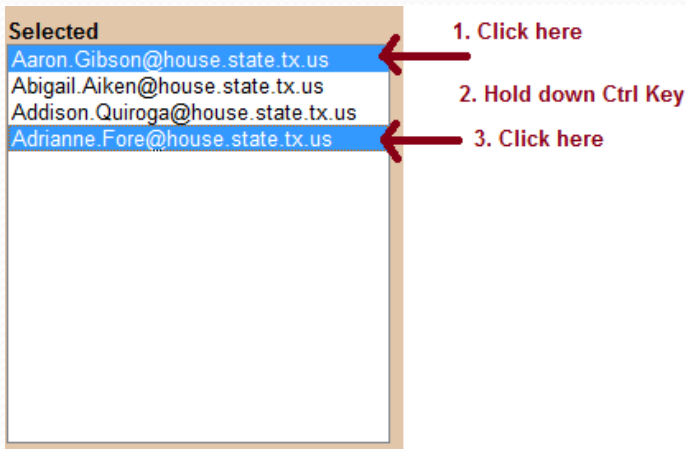 Selected
Aaron.Gibson@house.state.tx.us
Abigail.Aiken@house.state.tx.us
Addison.Quiroga@house.state.tx.us
Adrianne.Fore@house.state.tx.us
1. Click here
2. Hold down Ctrl Key
3. Click here